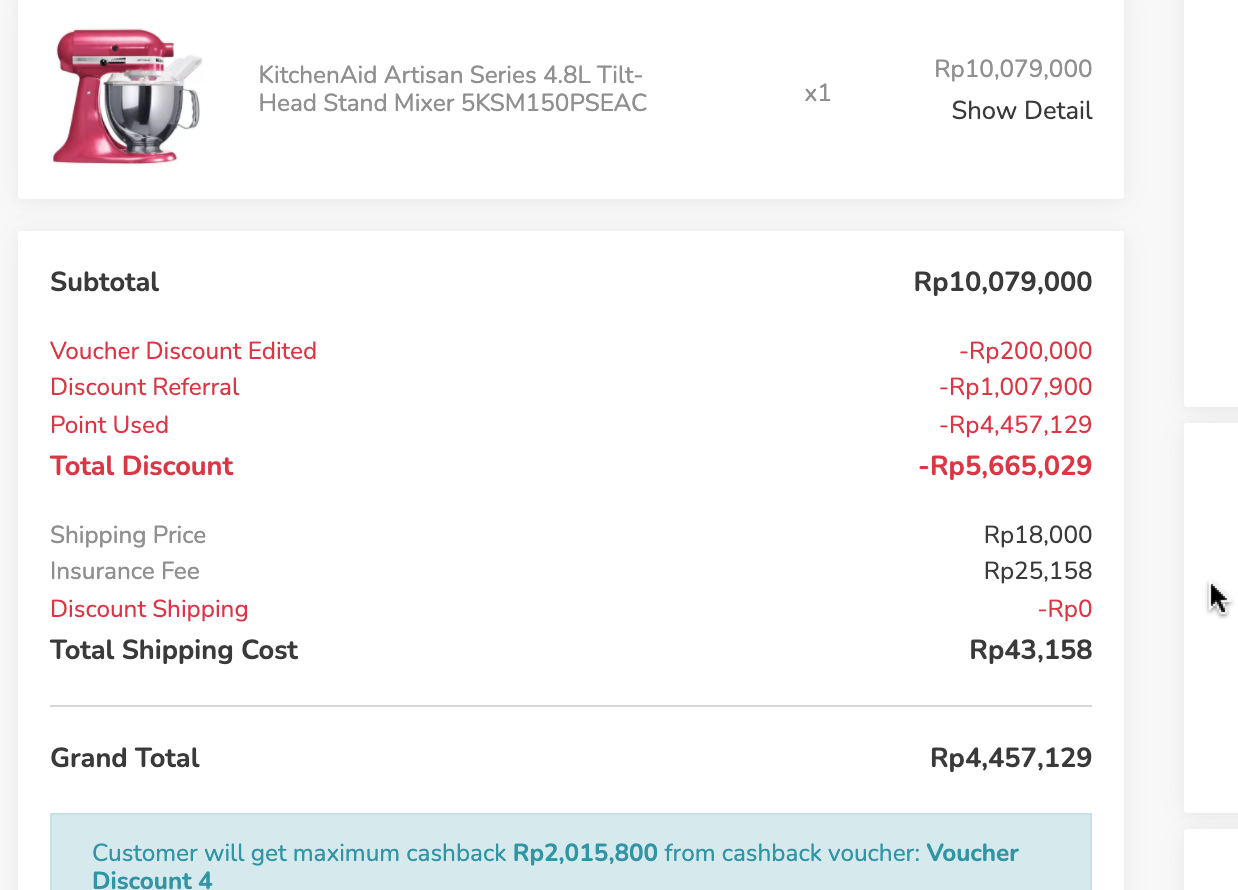 KitchenAid Artisan Series 4.8L Tilt-
Head Stand Mixer 5KSM150PSEAC
x1
Rp10,079,000
Show Detail
Subtotal Rp10,079,000
Voucher Discount Edited -Rp200,000
Discount Referral -Rp1,007,900
Point Used -Rp4,457,129
Total Discount -Rp5,665,029
Shipping Price Rp18,000
Insurance Fee Rp25,158
Discount Shipping -Rp0
Total Shipping Cost Rp43,158
Grand Total Rp4,457,129
Customer will get maximum cashback Rp2,015,800 from cashback voucher: Voucher
Discount 4